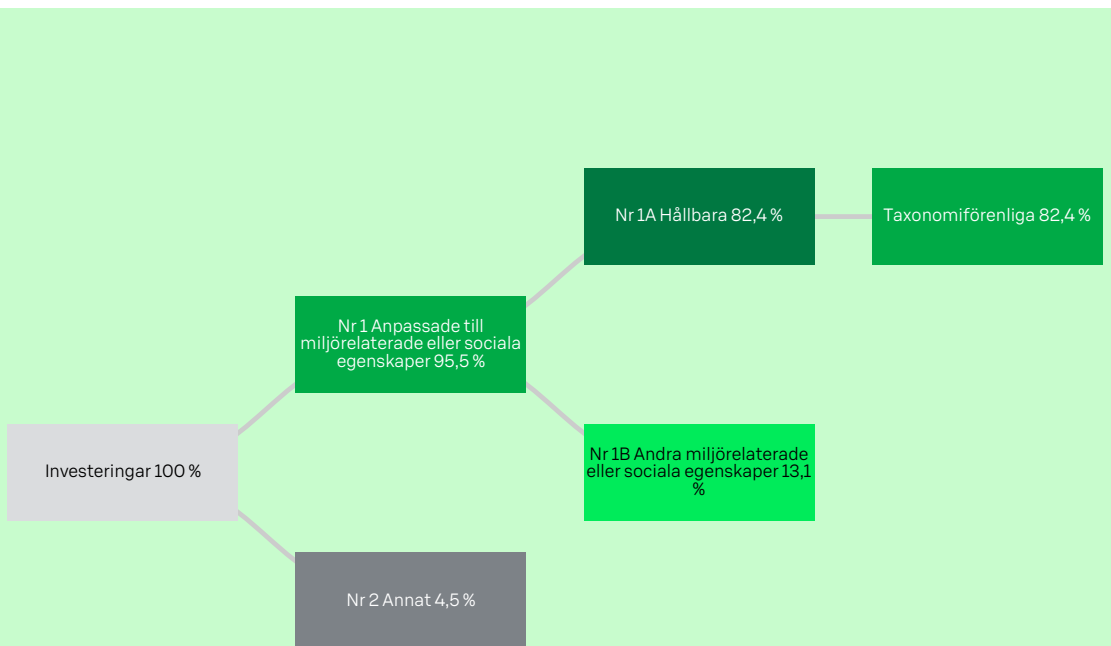 Nr 1A Hållbara 82,4 %
Taxonomiförenliga 82,4 %
Nr 1 Anpassade till
miljörelaterade eller sociala
egenskaper 95,5 %
Investeringar 100 %
Nr 1B Andra miljörelaterade
eller sociala egenskaper 13,1
%
Nr 2 Annat 4,5 %